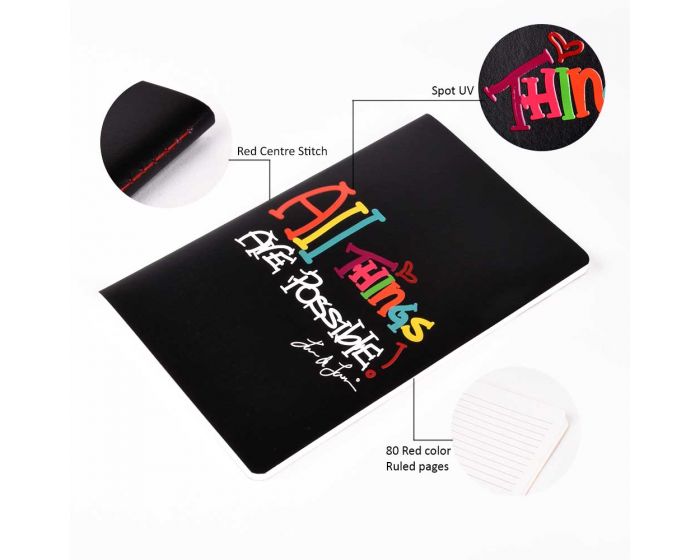 Spot UV
THIN
Red Centre Stitch
All
THINGS
ARE POSSIBLE.
80 Red color
Ruled pages